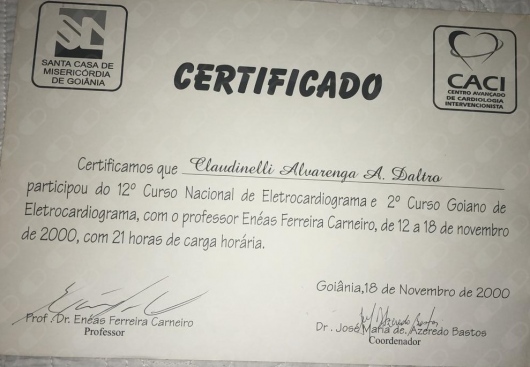 SANTA CASA DE
MISERICÓRDIA
DE GOIÂNIA
CERTIFICADO
CACI
CENTRO AVANÇADO
DE CARDIOLOGIA
INTERVENCIONISTA
Certificamos que Claudinelli Alvarenga A. Daltro
participou do 12º Curso Nacional de Eletrocardiograma e 2º Curso Goiano de
Eletrocardiograma, com o professor Enéas Ferreira Carneiro, de 12 a 18 de novembro
de 2000, com 21 horas de carga horária.
Goiânia,18 de Novembro de 2000
Prof .Dr. Enéas Ferreira Carneiro
Professor
Dr . José Maria de. Azeredo Bastos
Coordenador